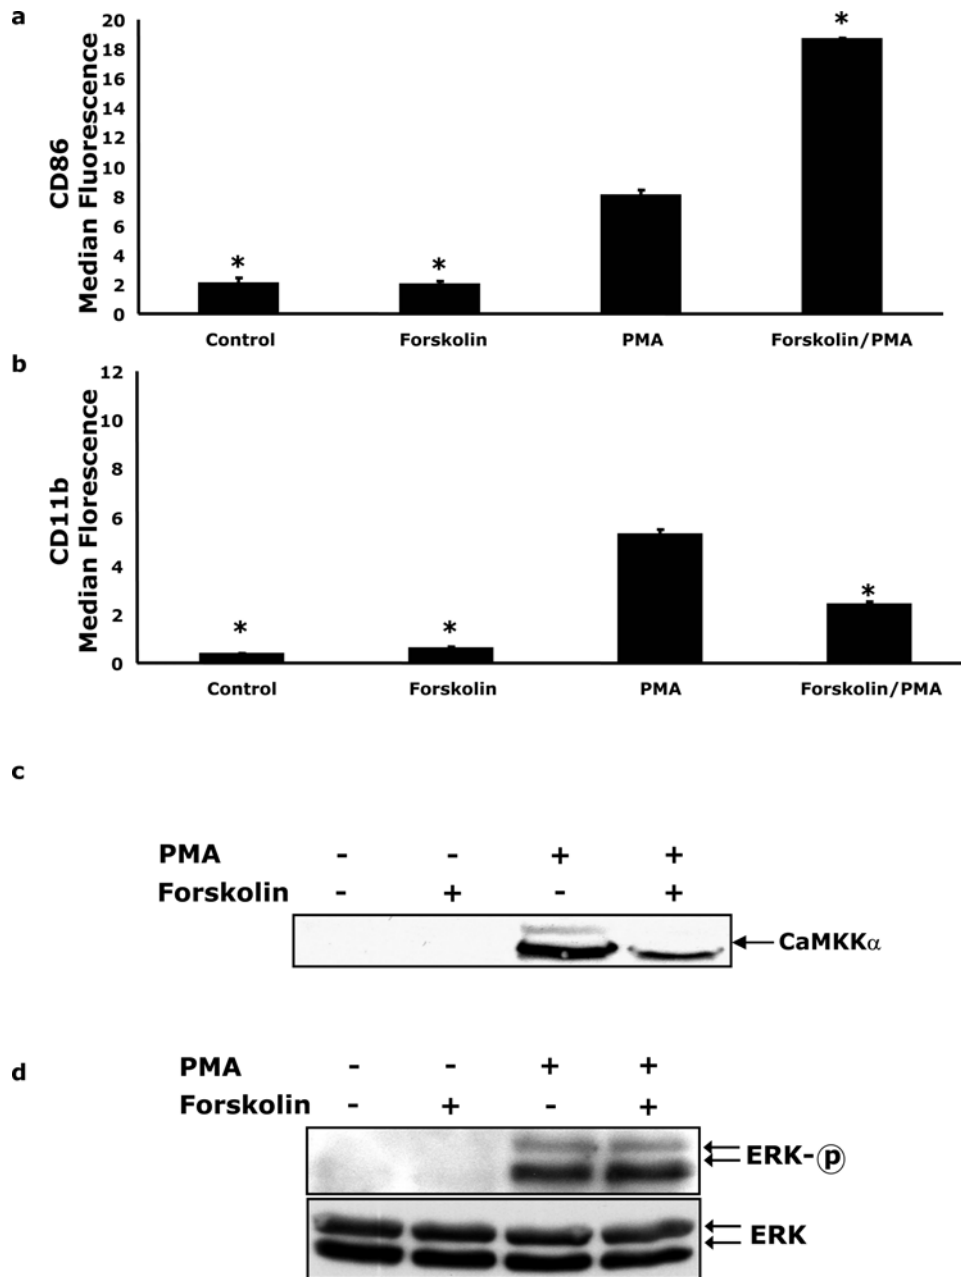 a
CD86
Median Fluorescence
20
18
16
14
12
10
8
6
4
2
0
*
*
*
Control Forskolin PMA Forskolin/PMA
b
CD11b
Median Florescence
12
10
8
6
4
2
0
*
*
*
Control Forskolin PMA Forskolin/PMA
c
PMA - - + +
Forskolin - + - +
CaMKKα
d
PMA - - + +
Forskolin - + - +
ERK-p
ERK